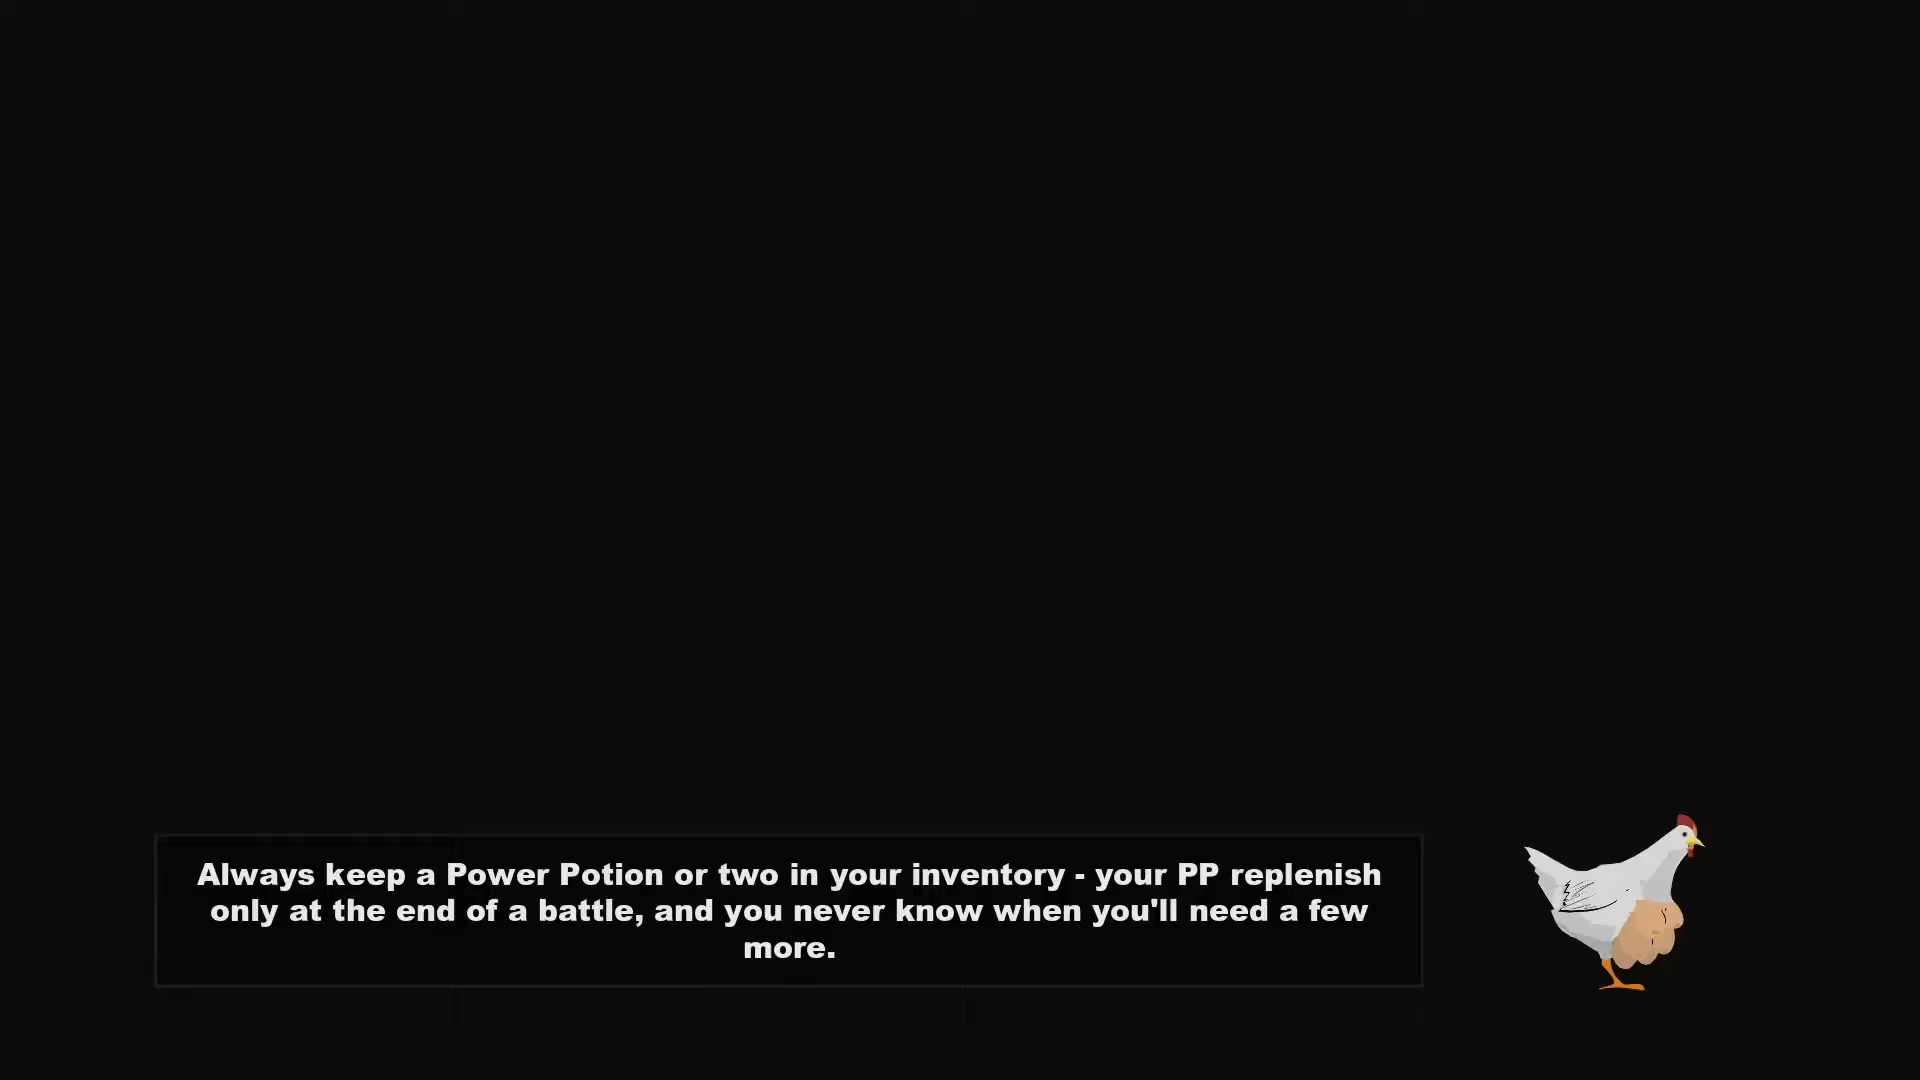 Always keep a Power Potion or two in your inventory - your PP replenish
only at the end of a battle, and you never know when you'll need a few
more.